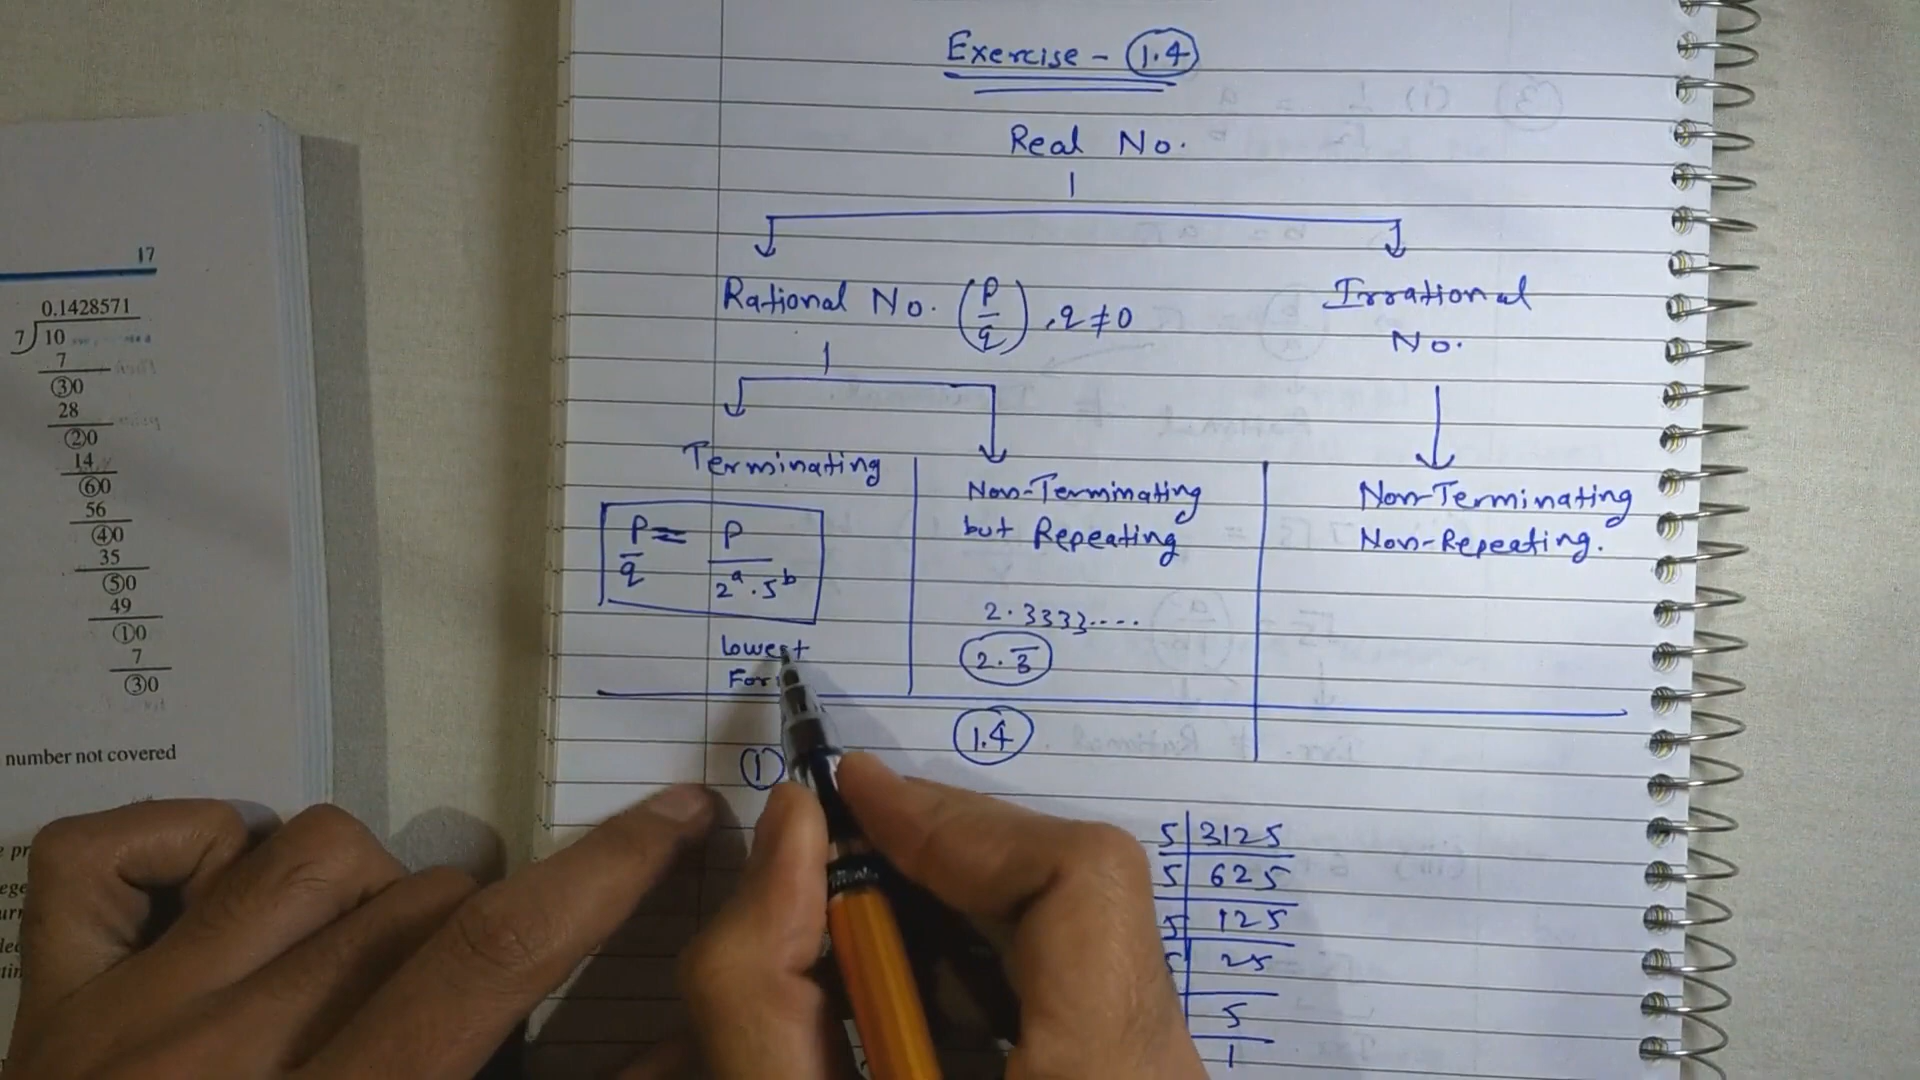 17
0.1428571
7 10
7
30
28
20
14
60
56
40
35
50
49
10
7
30
number not covered
Exercise - 1.4
Real No.
Rational No. (p/q), q ≠ 0
Irrational
No.
Terminating
p/q = p/2^a . 5^b
lowest
Non-Terminating
but Repeating
2.3333....
2.3̅
Non-Terminating
Non-Repeating.
1.4
1
5 3125
5 625
5 125
5 25
5
1